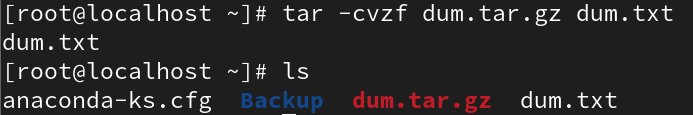 [root@localhost ~]# tar -cvzf dum.tar.gz dum.txt
dum.txt
[root@localhost ~]# ls
anaconda-ks.cfg  Backup  dum.tar.gz  dum.txt